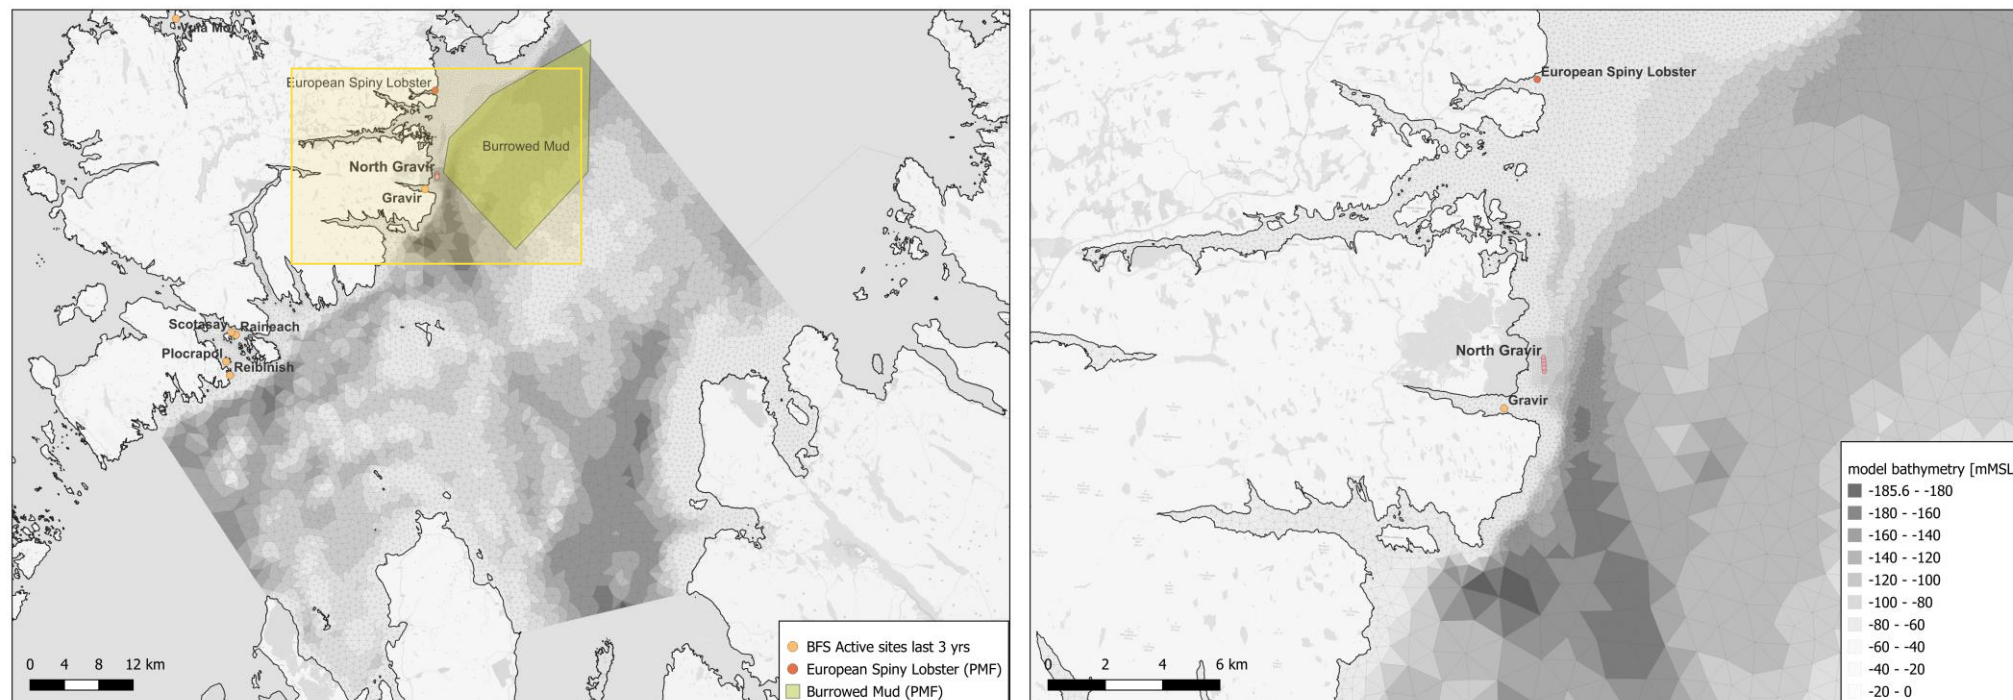 European Spiny Lobster
Burrowed Mud
North Gravir
Gravir
Scotasay
Raineach
Plocrapol
Reibinish
0 4 8 12 km
BFS Active sites last 3 yrs
European Spiny Lobster (PMF)
Burrowed Mud (PMF)
European Spiny Lobster
North Gravir
Gravir
0 2 4 6 km
model bathymetry [mMSL
-185.6 - -180
-180 - -160
-160 - -140
-140 - -120
-120 - -100
-100 - -80
-80 - -60
-60 - -40
-40 - -20
-20 - 0